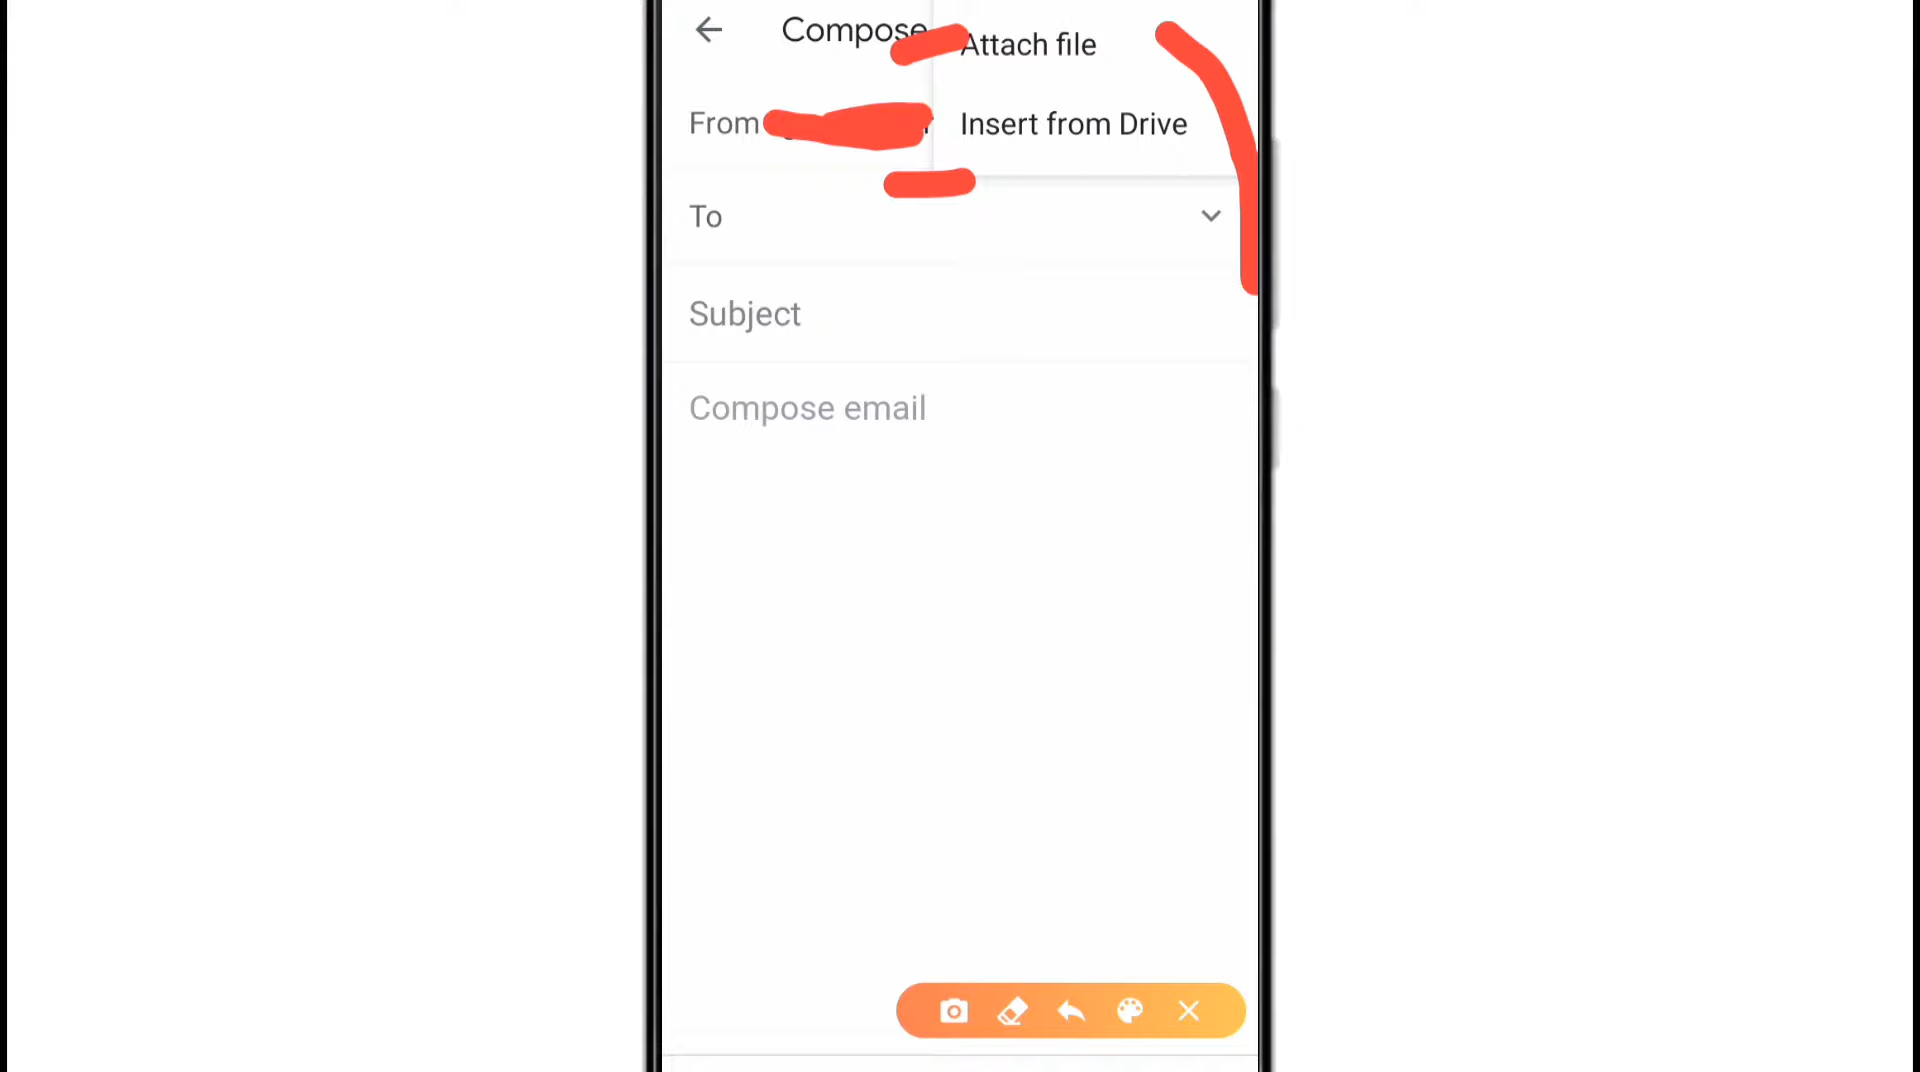 Compose
Attach file
From
Insert from Drive
To
Subject
Compose email